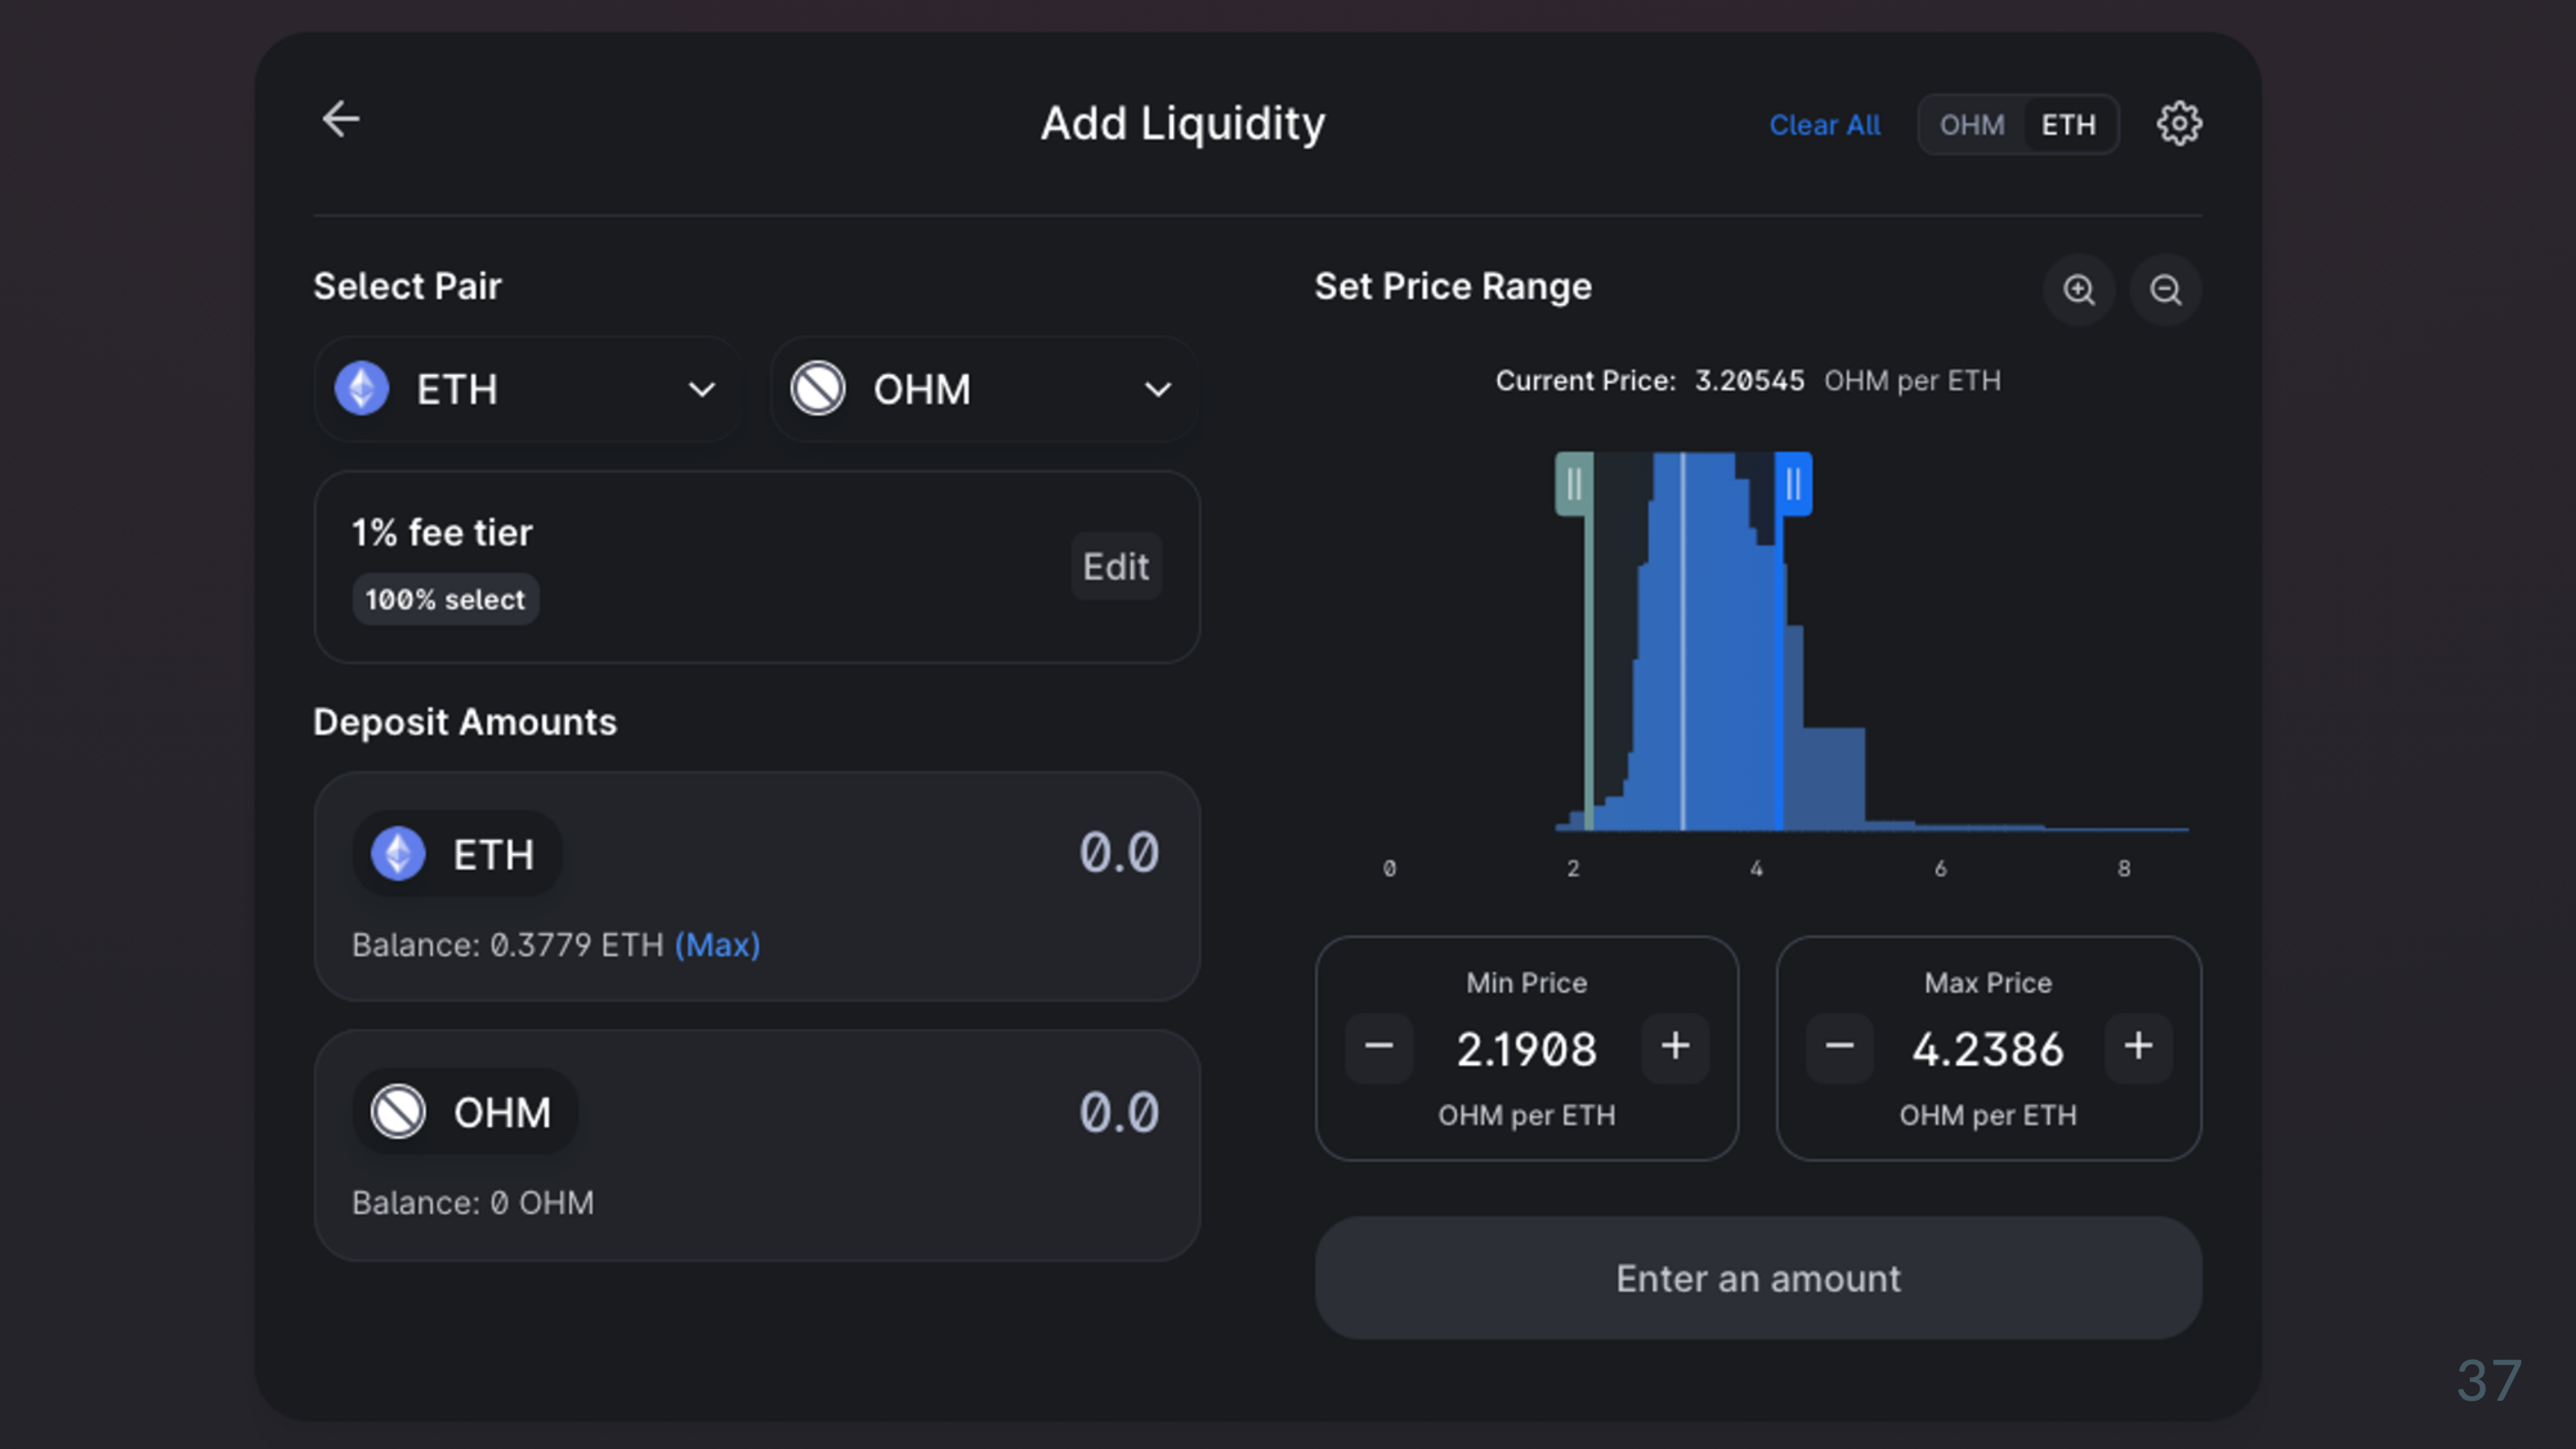 Add Liquidity
Clear All
OHM ETH
Select Pair
ETH
OHM
1% fee tier
100% select
Edit
Deposit Amounts
ETH
0.0
Balance: 0.3779 ETH (Max)
OHM
0.0
Balance: 0 OHM
Set Price Range
Current Price: 3.20545 OHM per ETH
0 2 4 6 8
Min Price
2.1908
OHM per ETH
Max Price
4.2386
OHM per ETH
Enter an amount
37